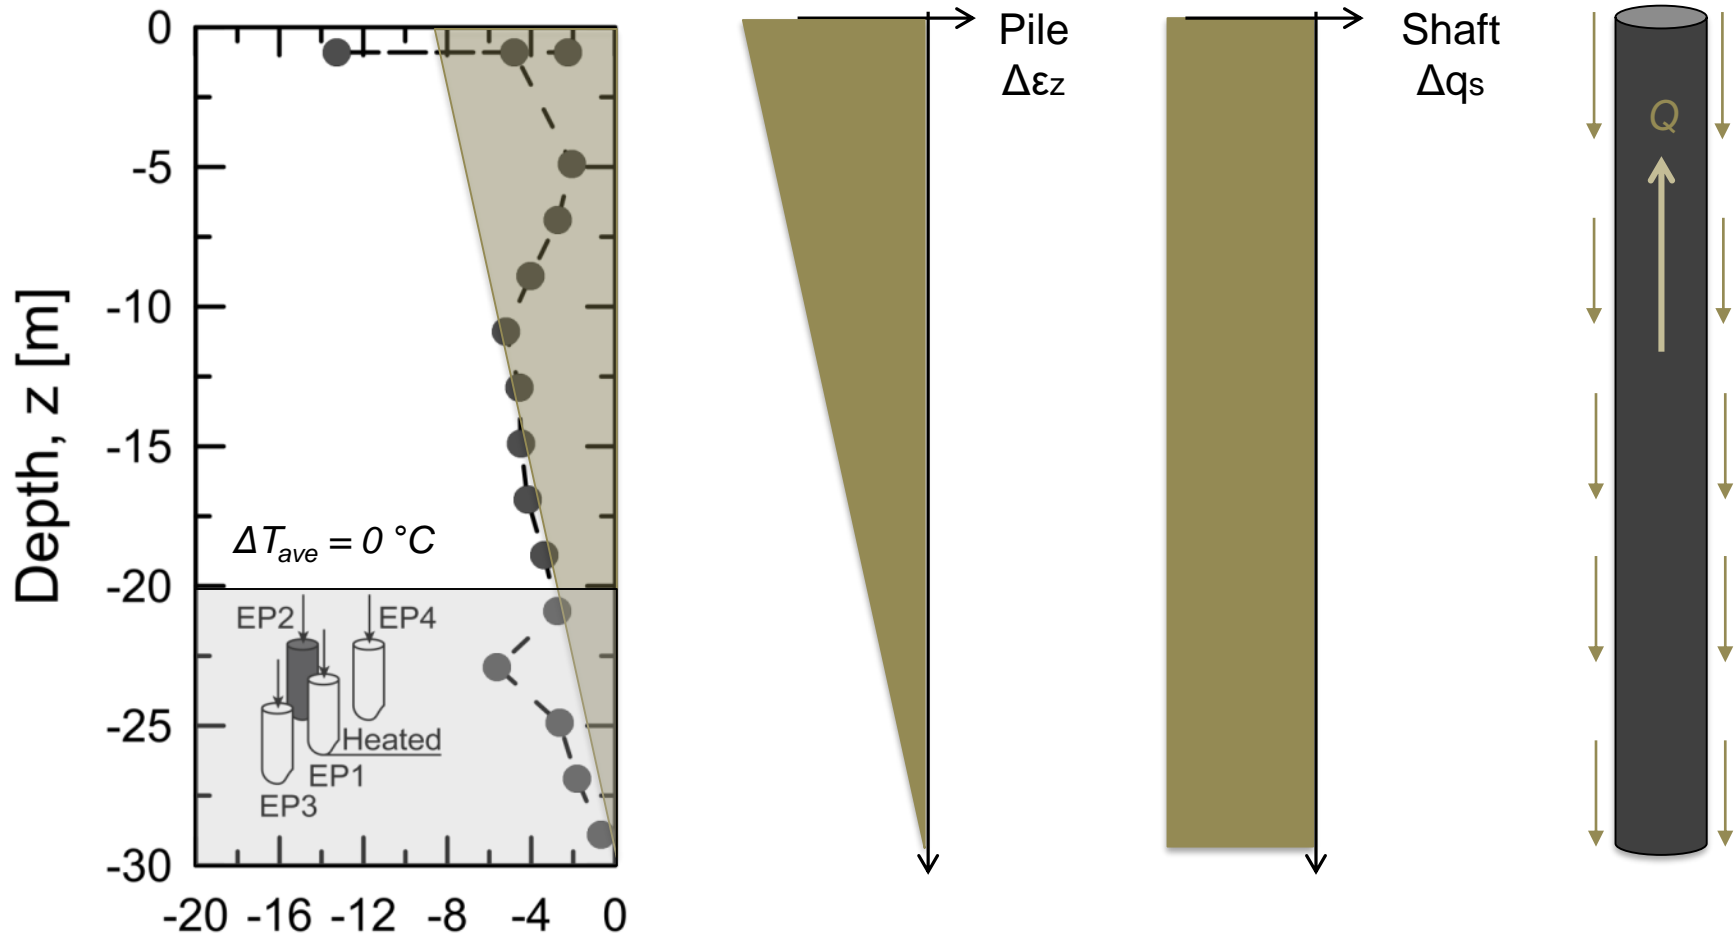 0
-5
-10
-15
-20
-25
-30
Depth, z [m]
-20 -16 -12 -8 -4 0
ΔTave = 0 °C
EP2
EP4
Heated
EP1
EP3
Pile
Δεz
Shaft
Δqs
Q